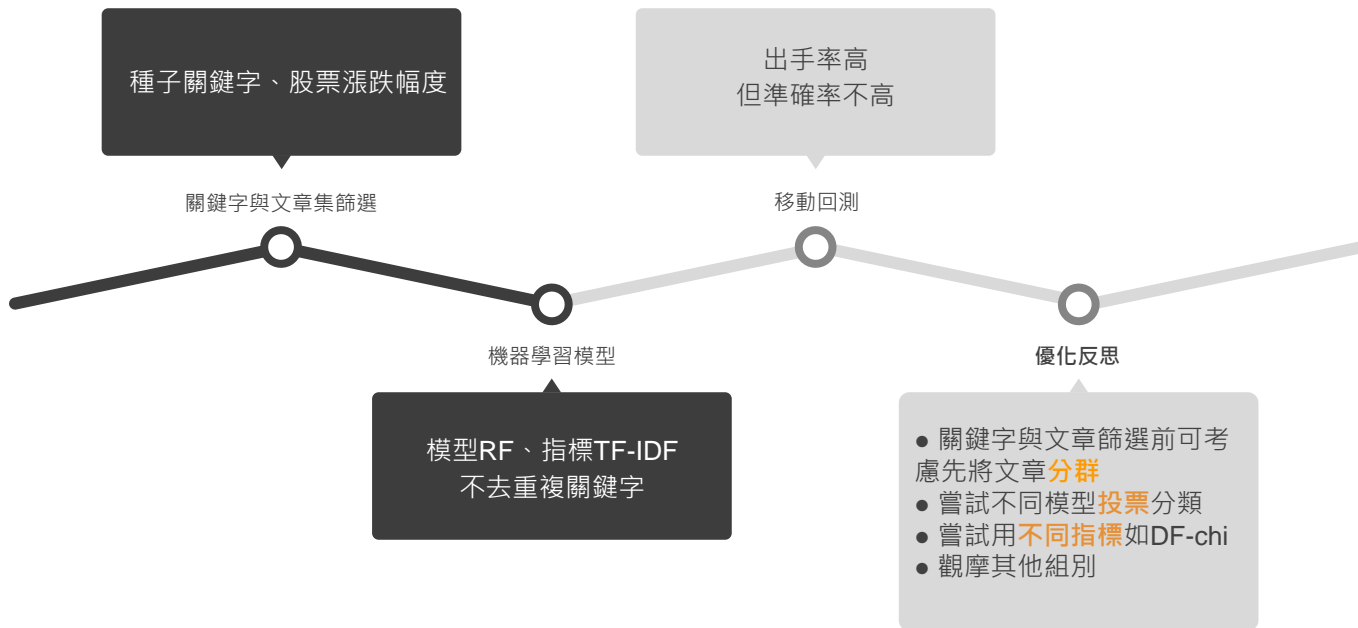 種子關鍵字、股票漲跌幅度
關鍵字與文章集篩選
機器學習模型
模型RF、指標TF-IDF
不去重複關鍵字
出手率高
但準確率不高
移動回測
優化反思
● 關鍵字與文章篩選前可考
慮先將文章分群
● 嘗試不同模型投票分類
● 嘗試用不同指標如DF-chi
● 觀摩其他組別